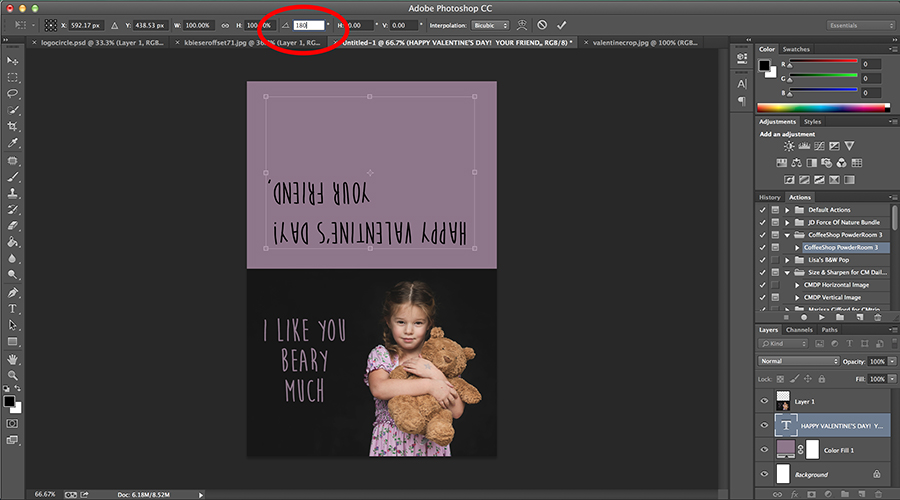 Adobe Photoshop CC
X: 592.17 px Y: 438.53 px W: 100.00% H: 100.00% 180 ° H: 0.00 ° V: 0.00 ° Interpolation: Bicubic Essentials
× logocircle.psd @ 33.3% (Layer 1, RGB... × kbieseroffset71.jpg @ 36. (Layer 1, RG... Untitled-1 @ 66.7% (HAPPY VALENTINE'S DAY! YOUR FRIEND,, RGB/8) * × valentinecrop.jpg @ 100% (RGB...
Color Swatches
R 0
G 0
B 0
Adjustments Styles
Add an adjustment
History Actions
Default Actions
JD Force Of Nature Bundle
CoffeeShop PowderRoom 3
CoffeeShop PowderRoom 3
Lisa's B&W Pop
Size & Sharpen for CM Dail...
CMDP Horizontal Image
CMDP Vertical Image
Layers Channels Paths
Kind
Normal Opacity: 100%
Lock: Fill: 100%
Layer 1
T HAPPY VALENTINE'S DAY! Y...
Color Fill 1
Background
HAPPY VALENTINE'S DAY!
YOUR FRIEND,
I LIKE YOU
BEARY
MUCH
66.67% Doc: 6.18M/8.52M